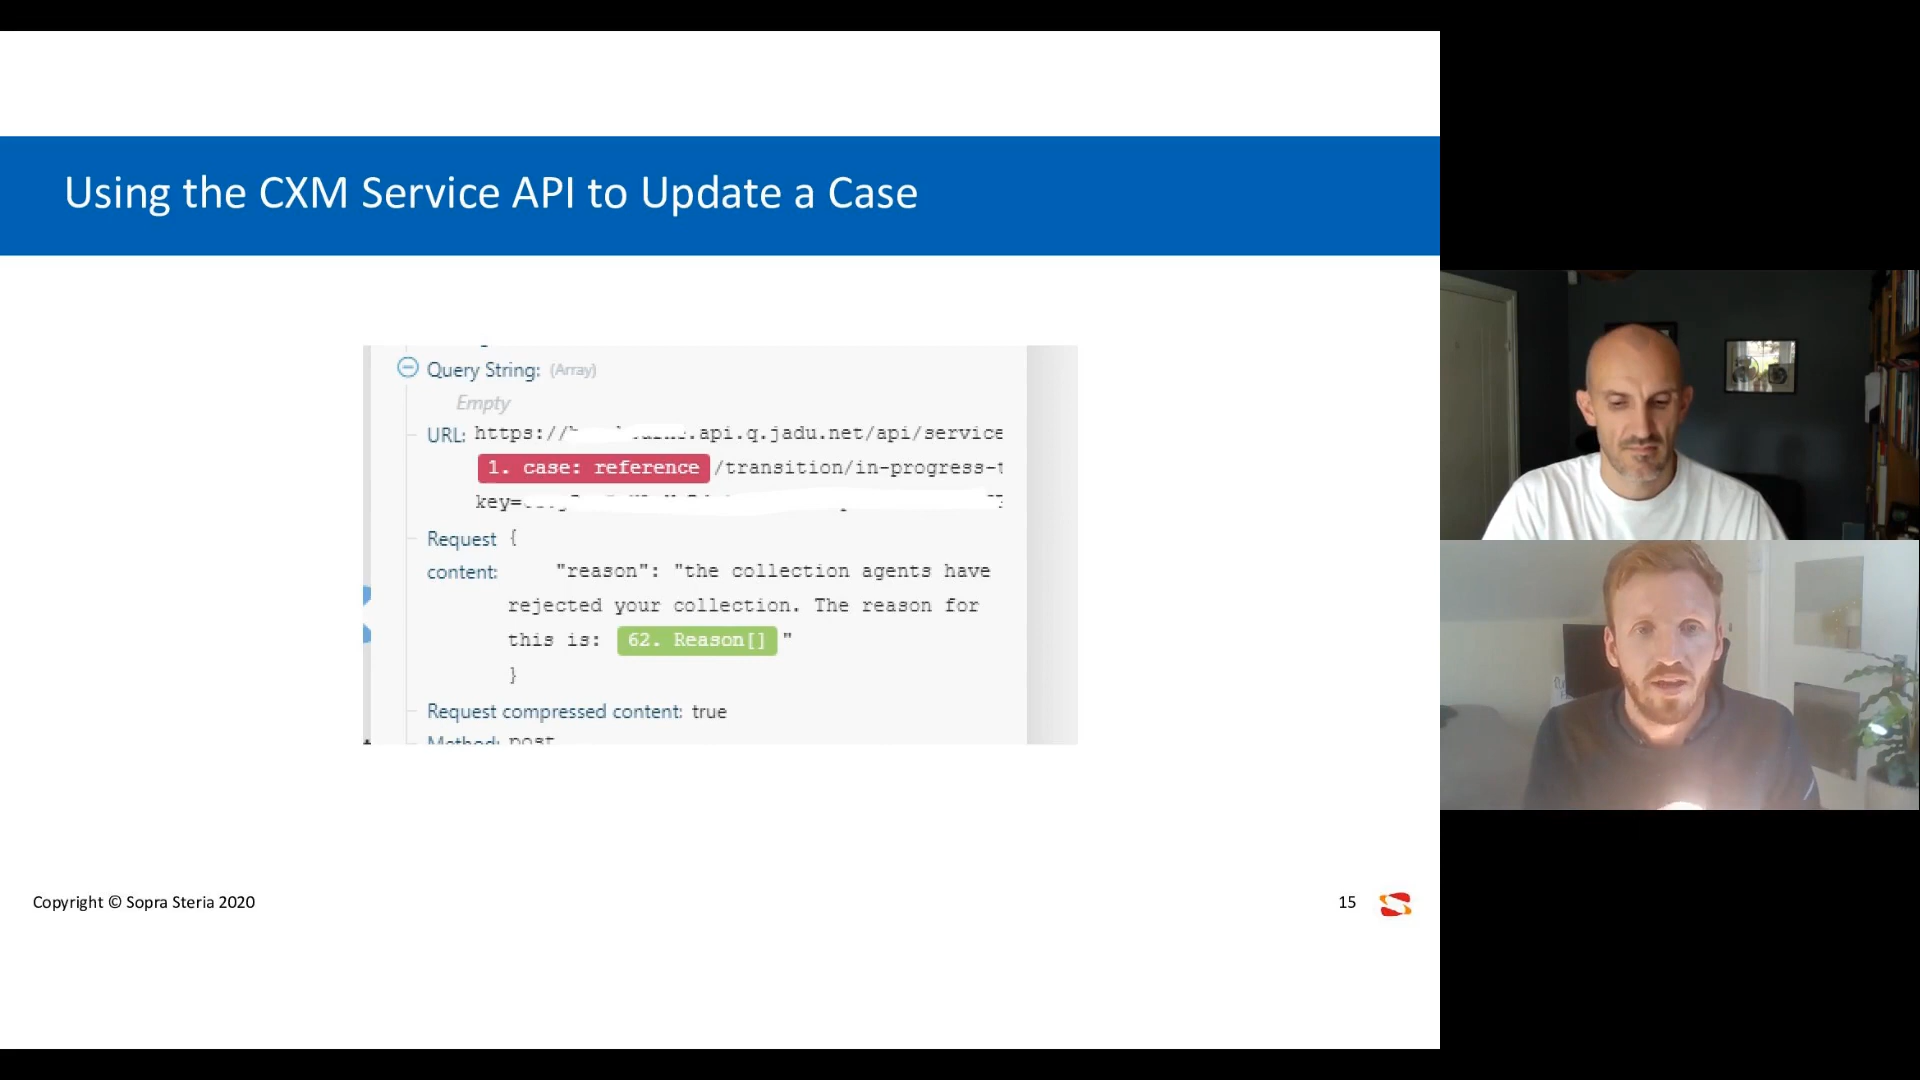 Using the CXM Service API to Update a Case
Query String: (Array)
Empty
URL: https:// .api.q.jadu.net/api/service
1. case: reference /transition/in-progress-t
key=
Request {
content: "reason": "the collection agents have
rejected your collection. The reason for
this is: 62. Reason[] "
}
Request compressed content: true
Method: post
Copyright © Sopra Steria 2020
15